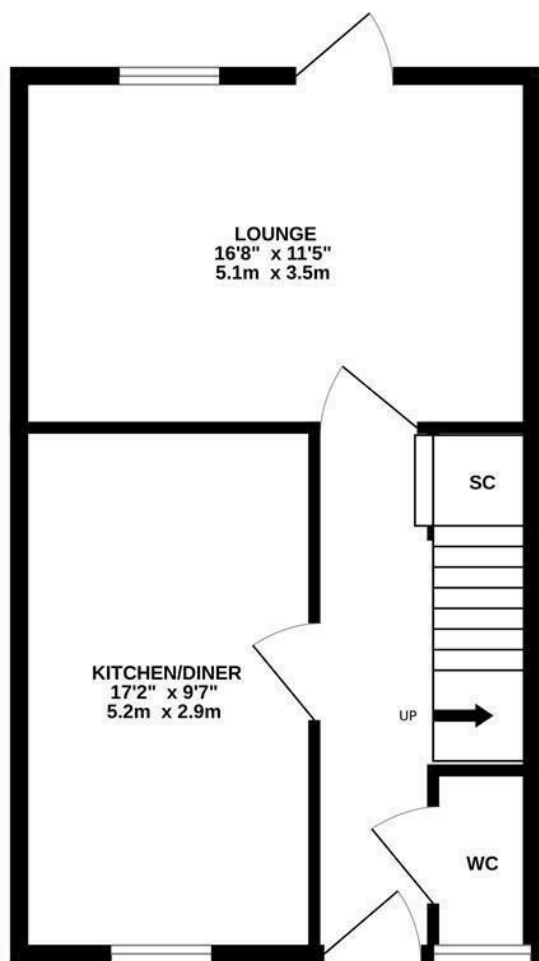 LOUNGE
16'8" x 11'5"
5.1m x 3.5m
SC
KITCHEN/DINER
17'2" x 9'7"
5.2m x 2.9m
UP
WC